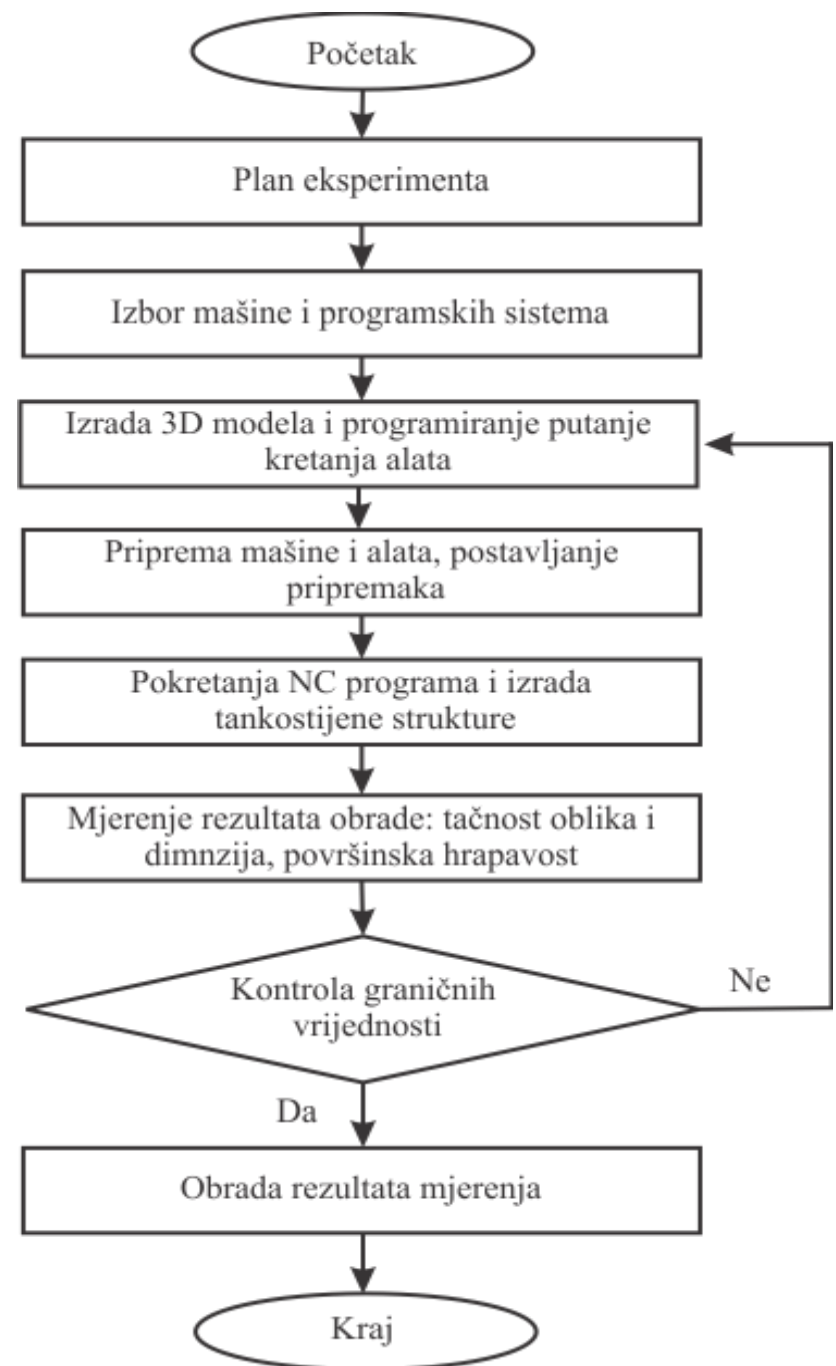 Početak
Plan eksperimenta
Izbor mašine i programskih sistema
Izrada 3D modela i programiranje putanje
kretanja alata
Priprema mašine i alata, postavljanje
pripremaka
Pokretanja NC programa i izrada
tankostijene strukture
Mjerenje rezultata obrade: tačnost oblika i
dimnzija, površinska hrapavost
Kontrola graničnih
vrijednosti
Ne
Da
Obrada rezultata mjerenja
Kraj